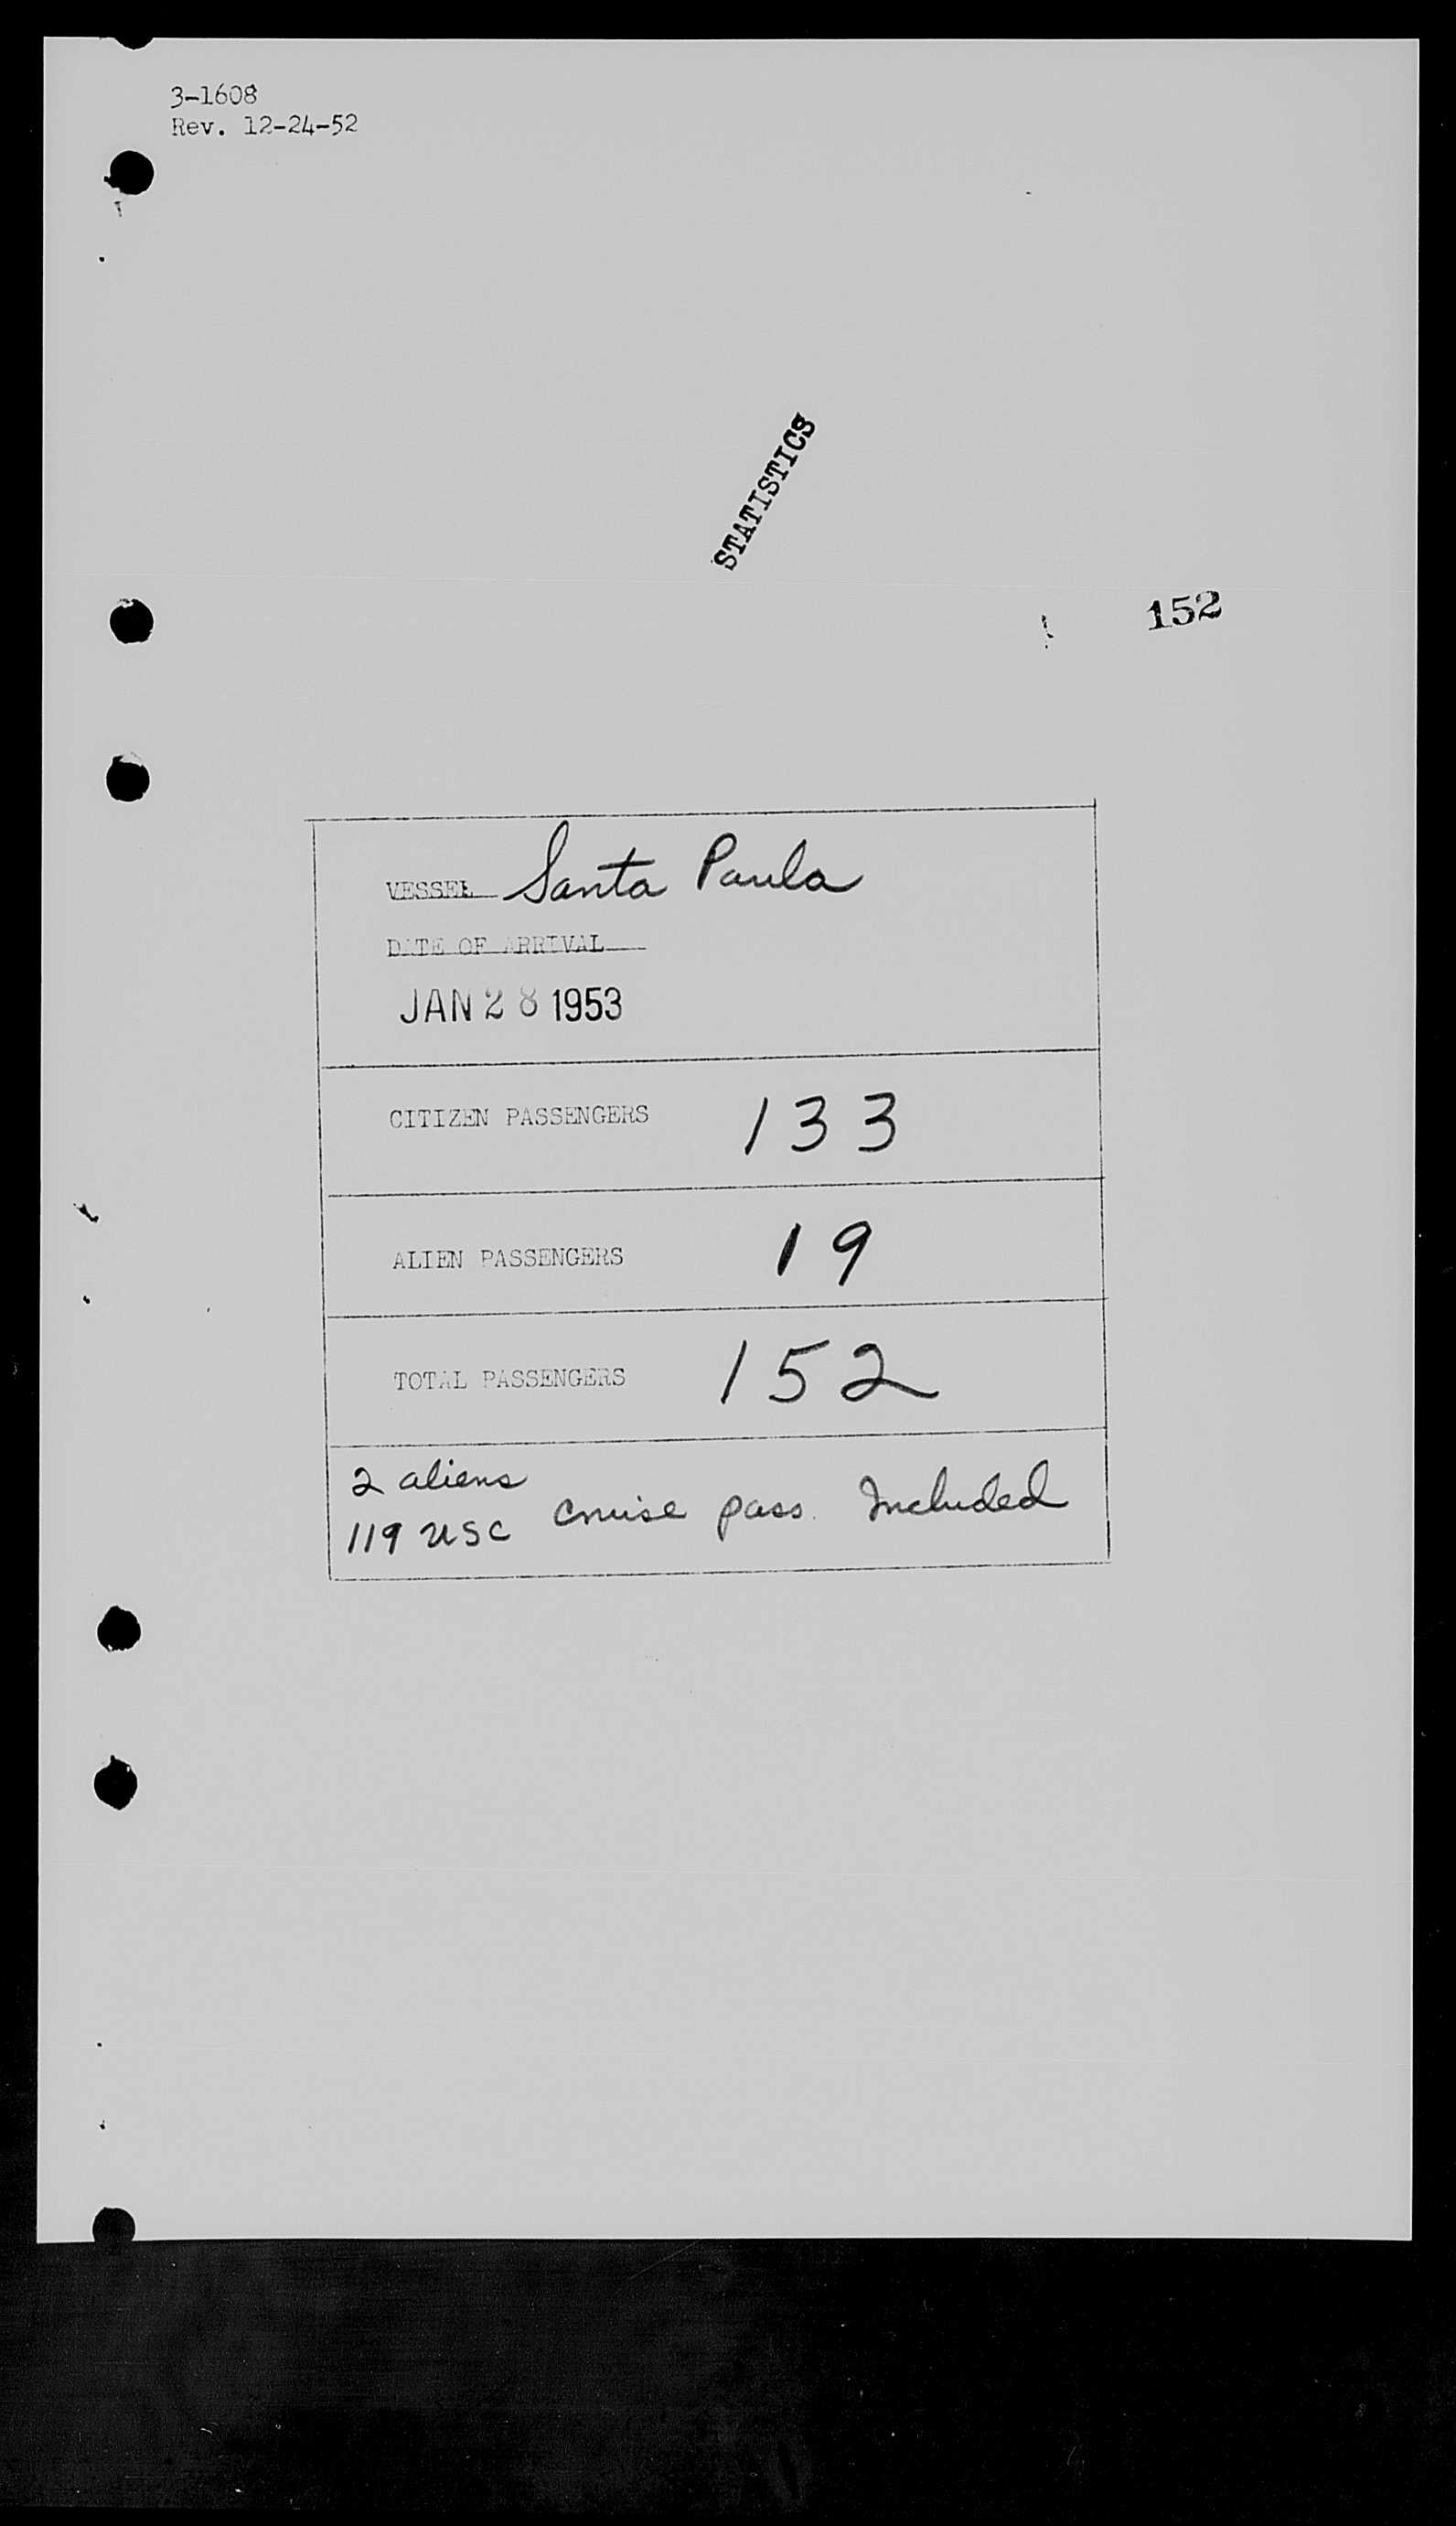 3-1608
Rev. 12-24-52
STATISTICS
152
VESSEL Santa Paula
DATE OF ARRIVAL
JAN 28 1953
CITIZEN PASSENGERS 133
ALIEN PASSENGERS 19
TOTAL PASSENGERS 152
2 aliens
119 USC cruise pass. Included